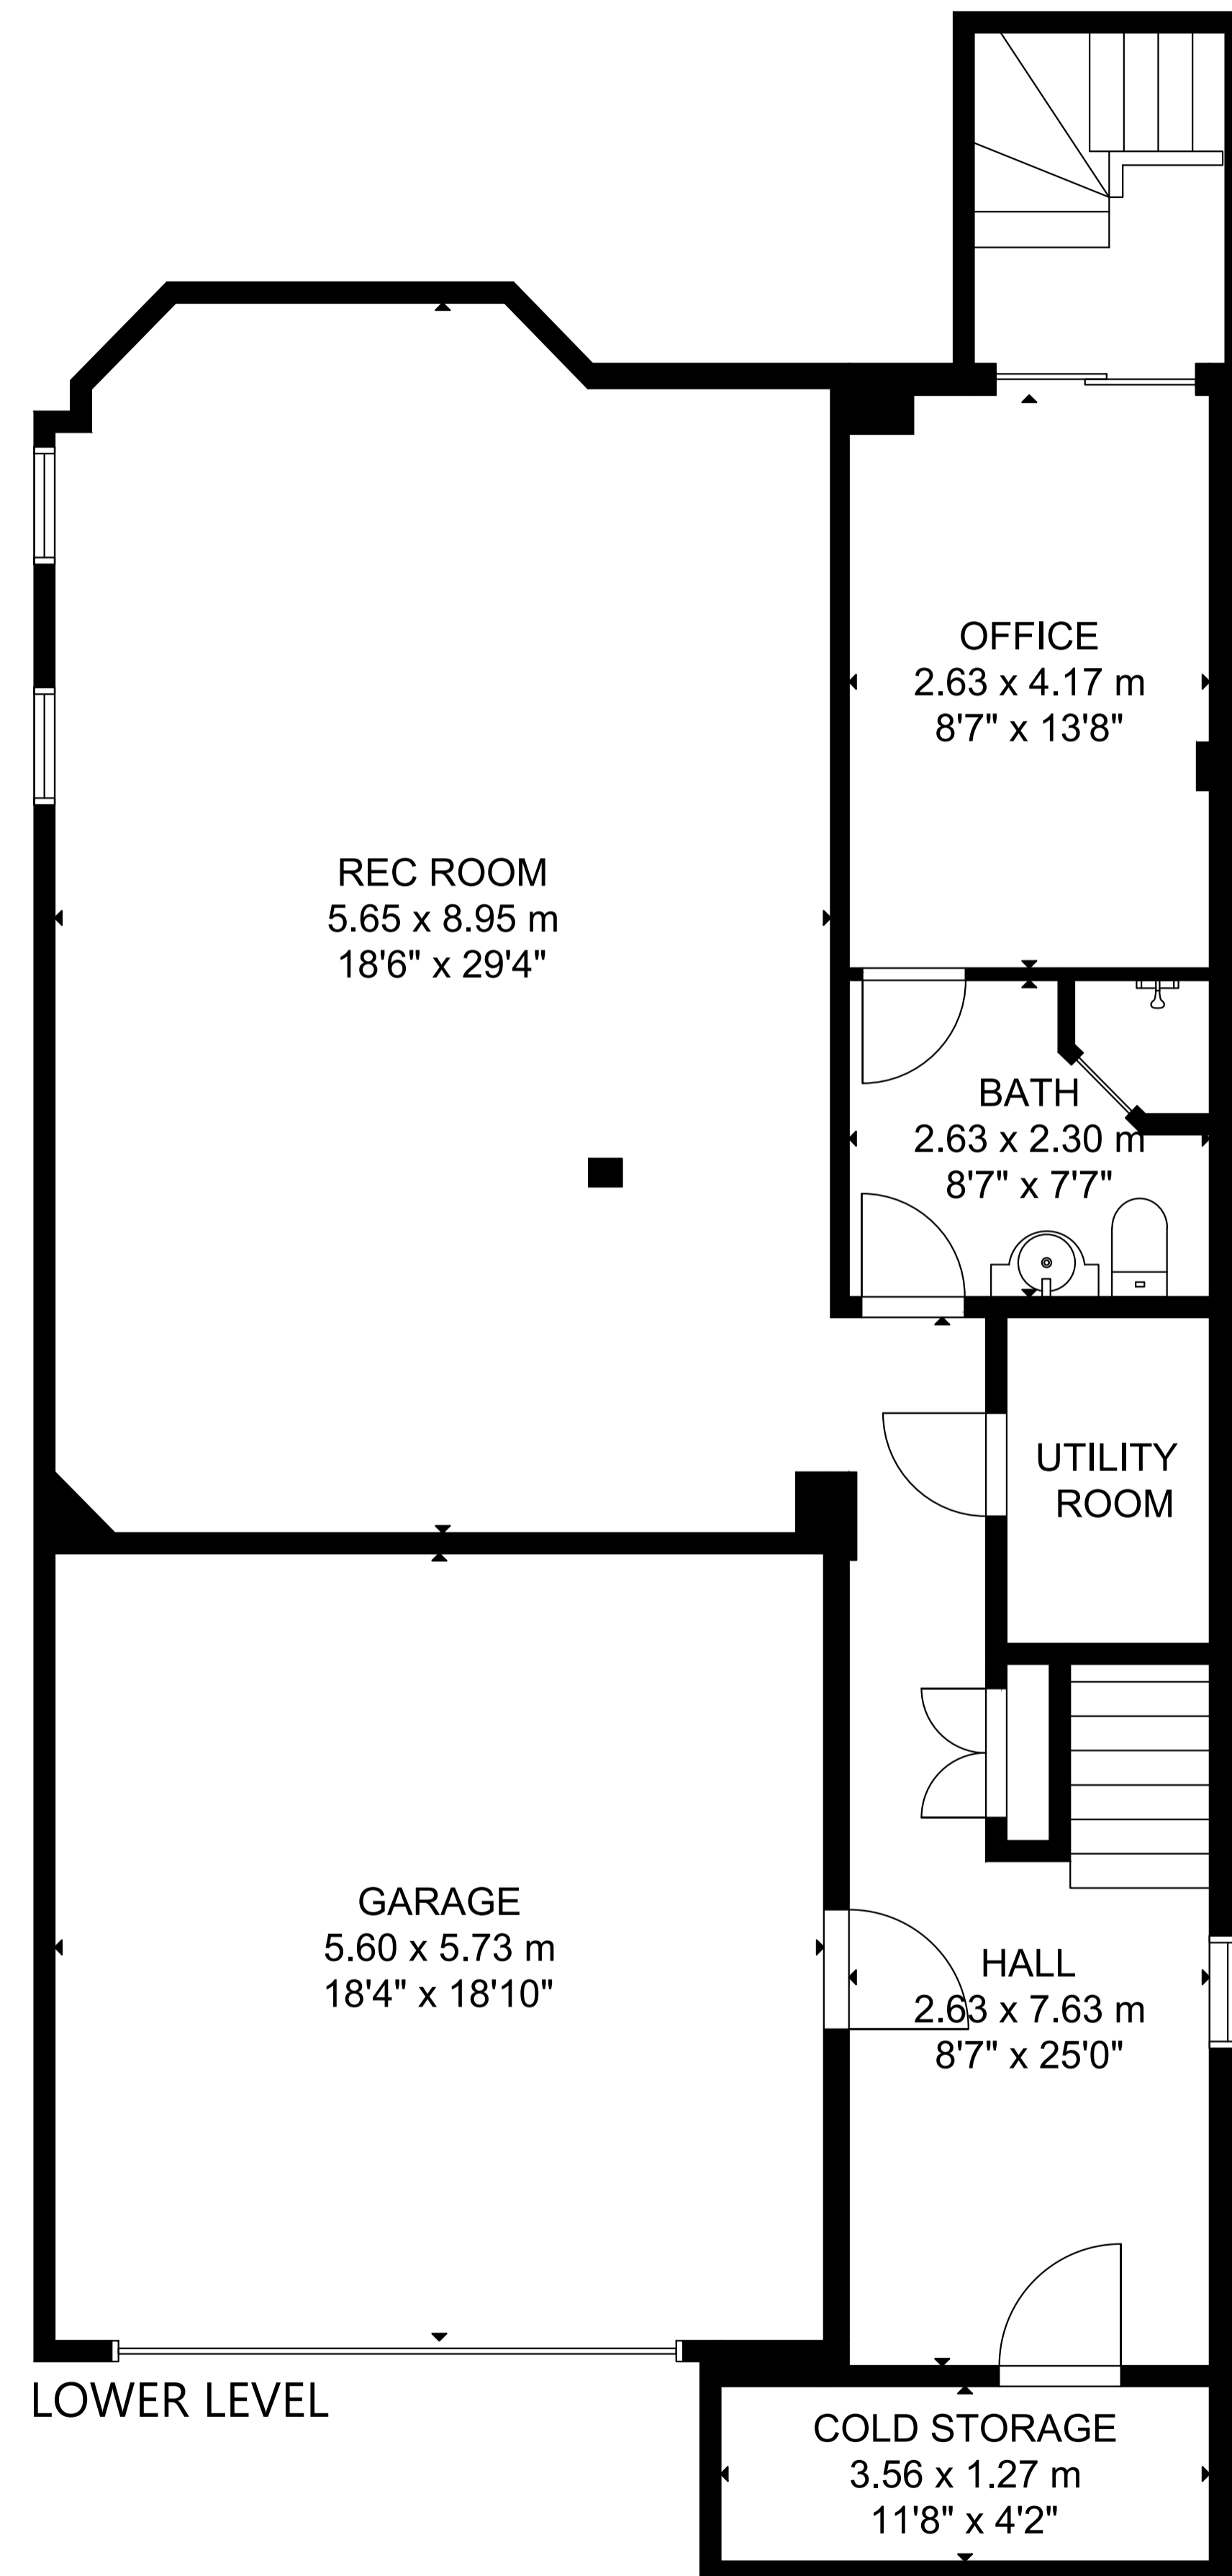 OFFICE
2.63 x 4.17 m
8'7" x 13'8"
REC ROOM
5.65 x 8.95 m
18'6" x 29'4"
BATH
2.63 x 2.30 m
8'7" x 7'7"
UTILITY
ROOM
GARAGE
5.60 x 5.73 m
18'4" x 18'10"
HALL
2.63 x 7.63 m
8'7" x 25'0"
LOWER LEVEL
COLD STORAGE
3.56 x 1.27 m
11'8" x 4'2"